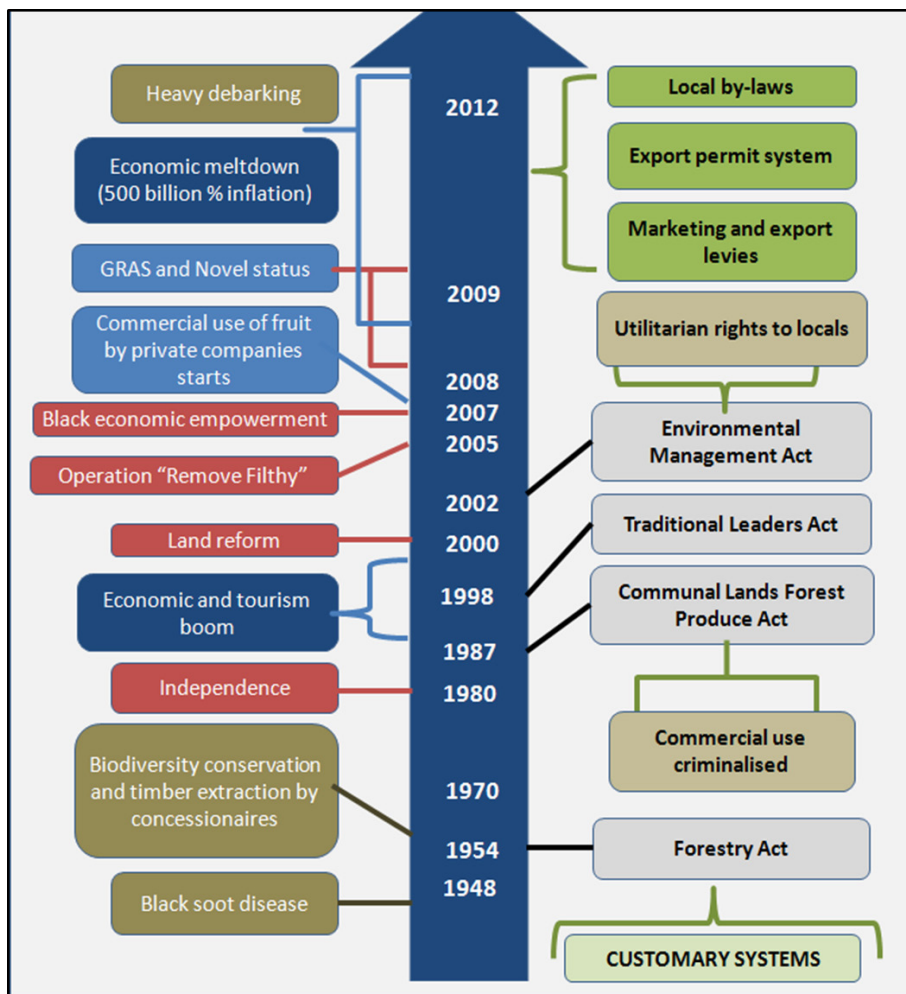 Heavy debarking
Economic meltdown
(500 billion % inflation)
GRAS and Novel status
Commercial use of fruit
by private companies
starts
Black economic empowerment
Operation “Remove Filthy”
Land reform
Economic and tourism
boom
Independence
Biodiversity conservation
and timber extraction by
concessionaires
Black soot disease
2012
2009
2008
2007
2005
2002
2000
1998
1987
1980
1970
1954
1948
Local by-laws
Export permit system
Marketing and export
levies
Utilitarian rights to locals
Environmental
Management Act
Traditional Leaders Act
Communal Lands Forest
Produce Act
Commercial use
criminalised
Forestry Act
CUSTOMARY SYSTEMS